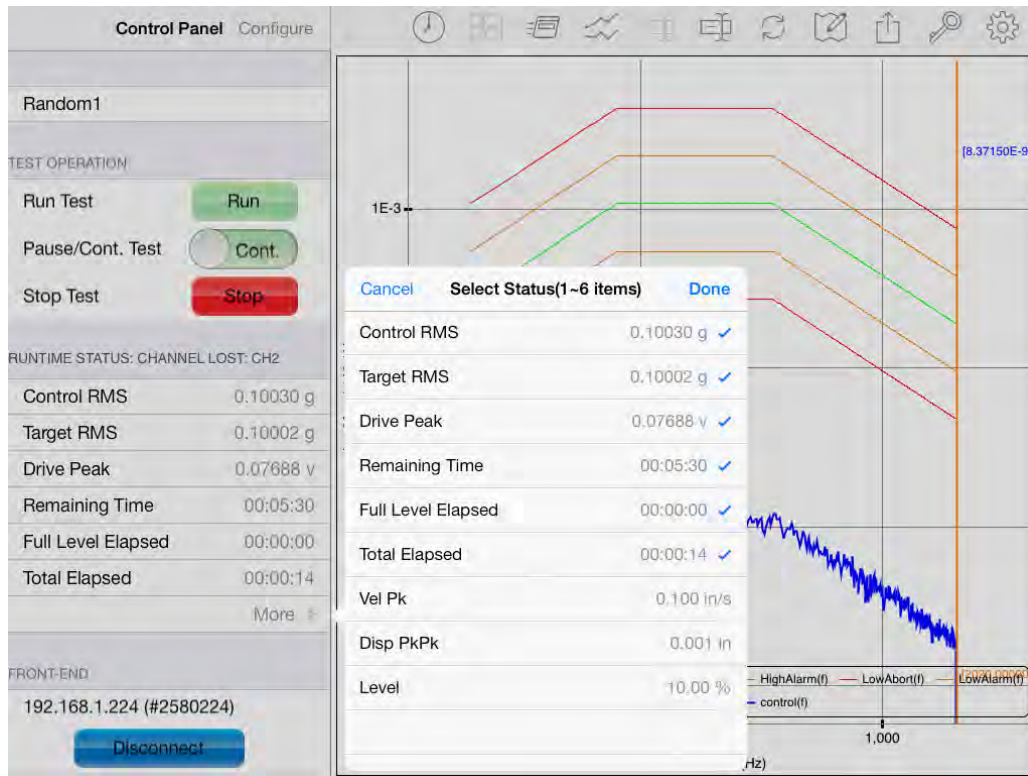 Control Panel Configure
Random1
TEST OPERATION
Run Test Run
Pause/Cont. Test Cont.
Stop Test Stop
RUNTIME STATUS: CHANNEL LOST: CH2
Control RMS 0.10030 g
Target RMS 0.10002 g
Drive Peak 0.07688 v
Remaining Time 00:05:30
Full Level Elapsed 00:00:00
Total Elapsed 00:00:14
More
FRONT-END
192.168.1.224 (#2580224)
Disconnect
[8.37150E-9
1E-3
Cancel Select Status(1~6 items) Done
Control RMS 0.10030 g
Target RMS 0.10002 g
Drive Peak 0.07688 v
Remaining Time 00:05:30
Full Level Elapsed 00:00:00
Total Elapsed 00:00:14
Vel Pk 0.100 in/s
Disp PkPk 0.001 in
Level 10.00 %
HighAlarm(f) LowAbort(f) LowAlarm(f)
control(f)
1,000
(Hz)